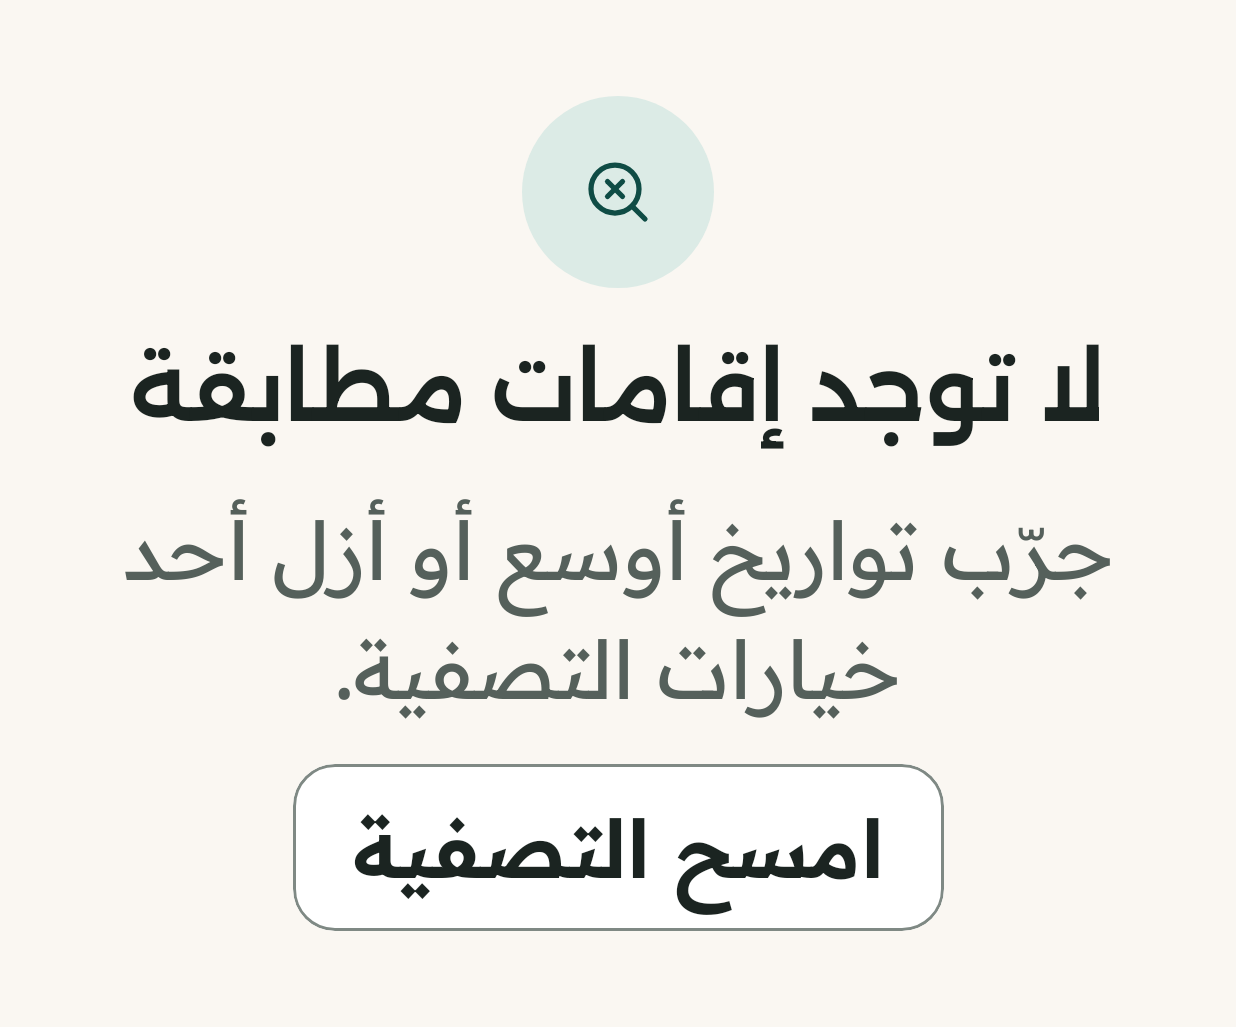 لا توجد إقامات مطابقة
جرّب تواريخ أوسع أو أزل أحد
خيارات التصفية.
امسح التصفية